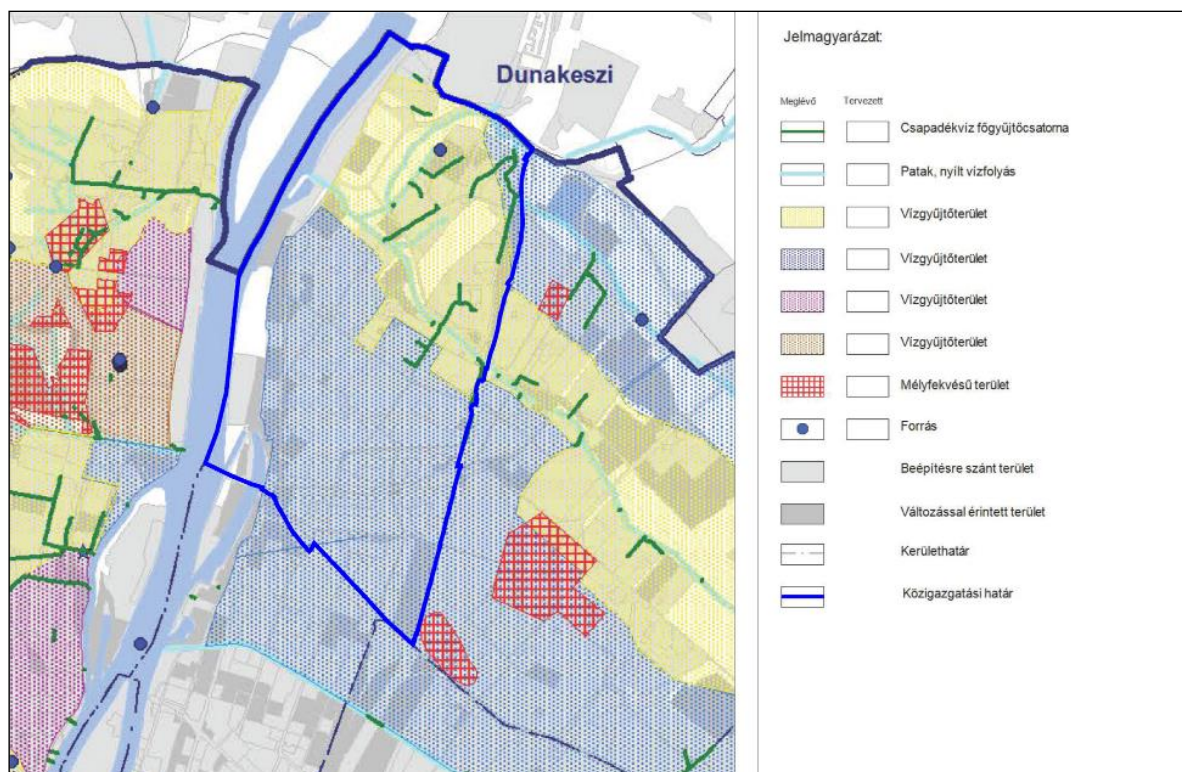 Dunakeszi
Jelmagyarázat:
Meglévő Tervezett
Csapadékvíz főgyűjtőcsatorna
Patak, nyílt vízfolyás
Vízgyűjtőterület
Vízgyűjtőterület
Vízgyűjtőterület
Vízgyűjtőterület
Mélyfekvésű terület
Forrás
Beépítésre szánt terület
Változással érintett terület
Kerülethatár
Közigazgatási határ